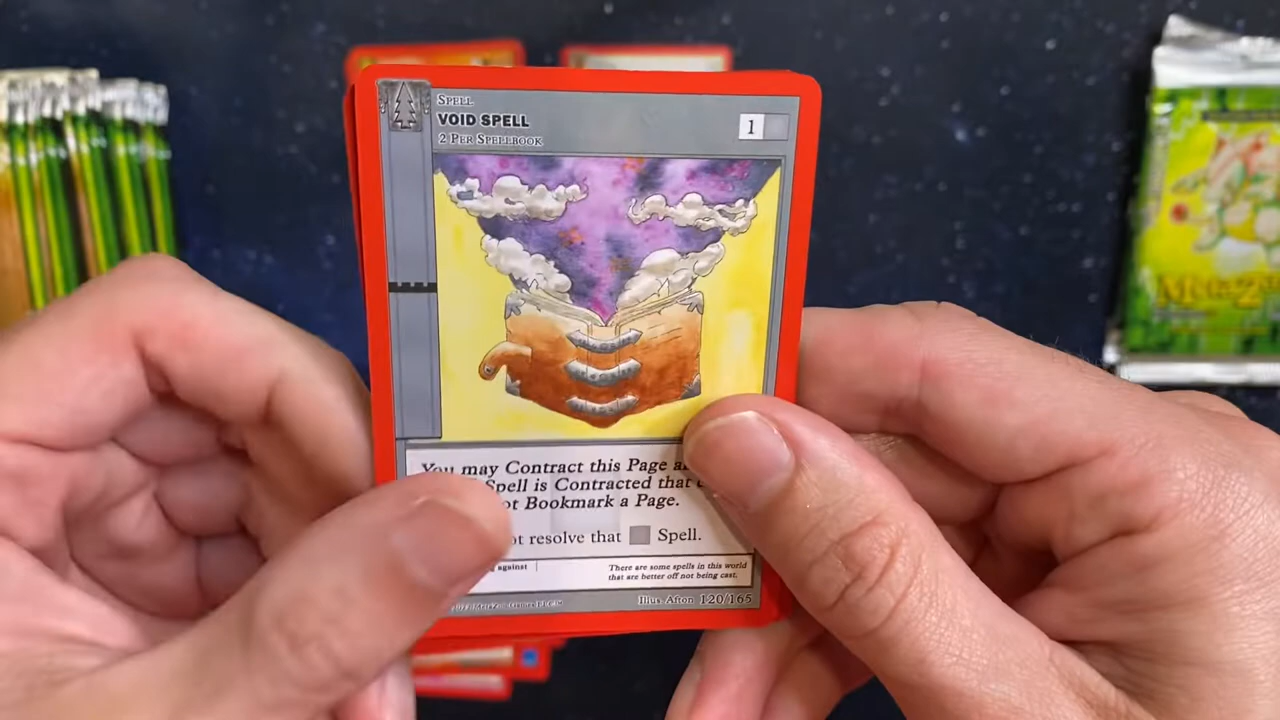 SPELL
VOID SPELL
2 PER SPELLBOOK
1
You may Contract this Page
Spell is Contracted that
Bookmark a Page.
resolve that Spell.
against
There are some spells in this world
that are better off not being cast.
Illus Afton 120/165